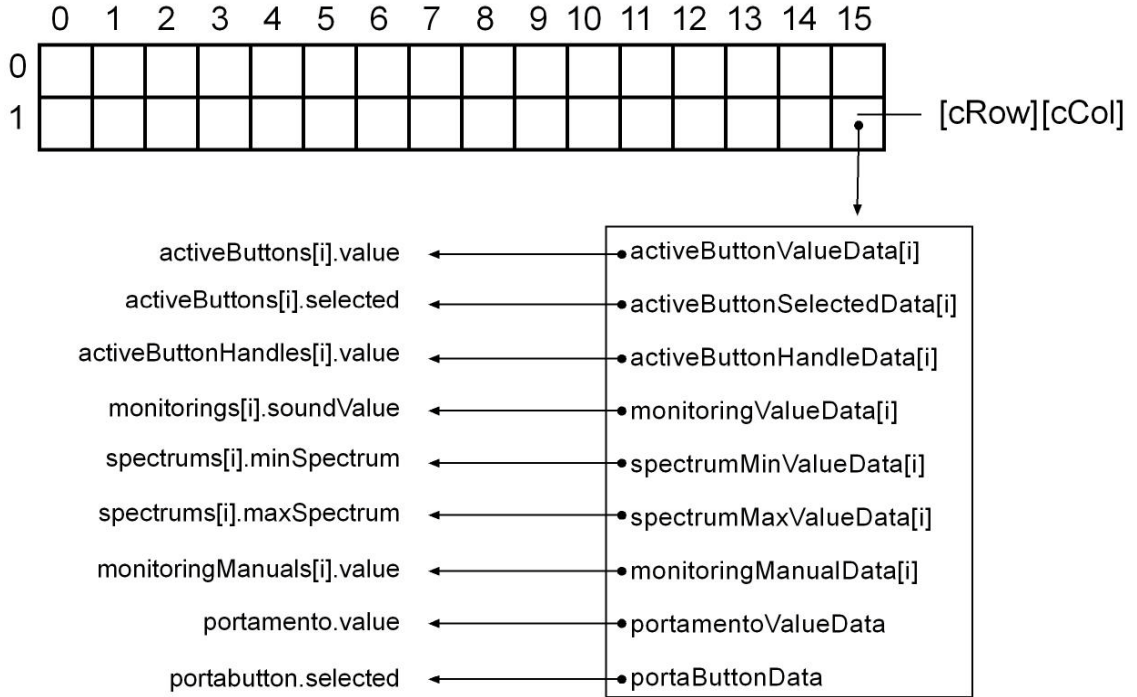 0 1 2 3 4 5 6 7 8 9 10 11 12 13 14 15
0
1 [cRow][cCol]
activeButtons[i].value activeButtonValueData[i]
activeButtons[i].selected activeButtonSelectedData[i]
activeButtonHandles[i].value activeButtonHandleData[i]
monitorings[i].soundValue monitoringValueData[i]
spectrums[i].minSpectrum spectrumMinValueData[i]
spectrums[i].maxSpectrum spectrumMaxValueData[i]
monitoringManuals[i].value monitoringManualData[i]
portamento.value portamentoValueData
portabutton.selected portaButtonData